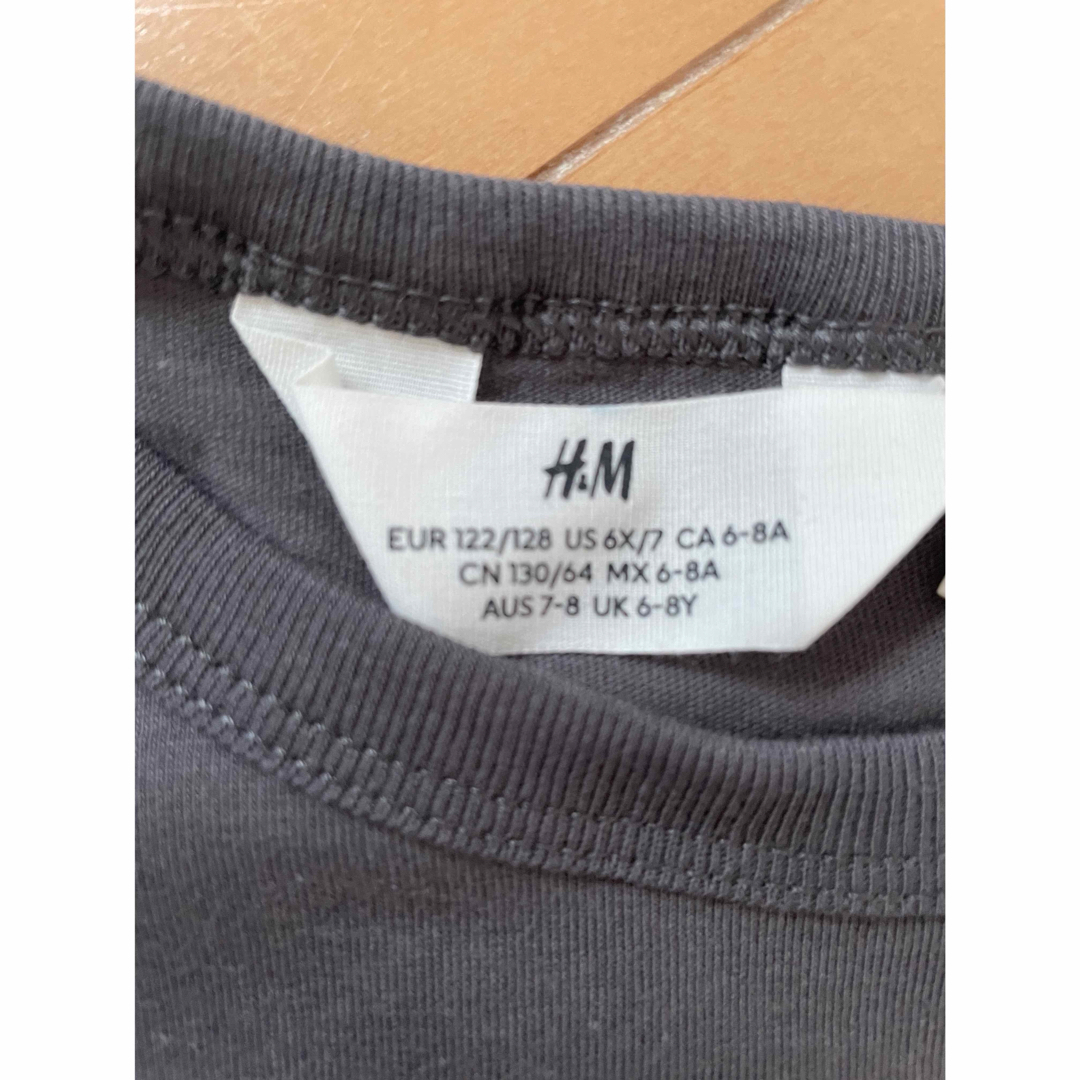 H&M
EUR 122/128 US 6X/7 CA 6-8A
CN 130/64 MX 6-8A
AUS 7-8 UK 6-8Y